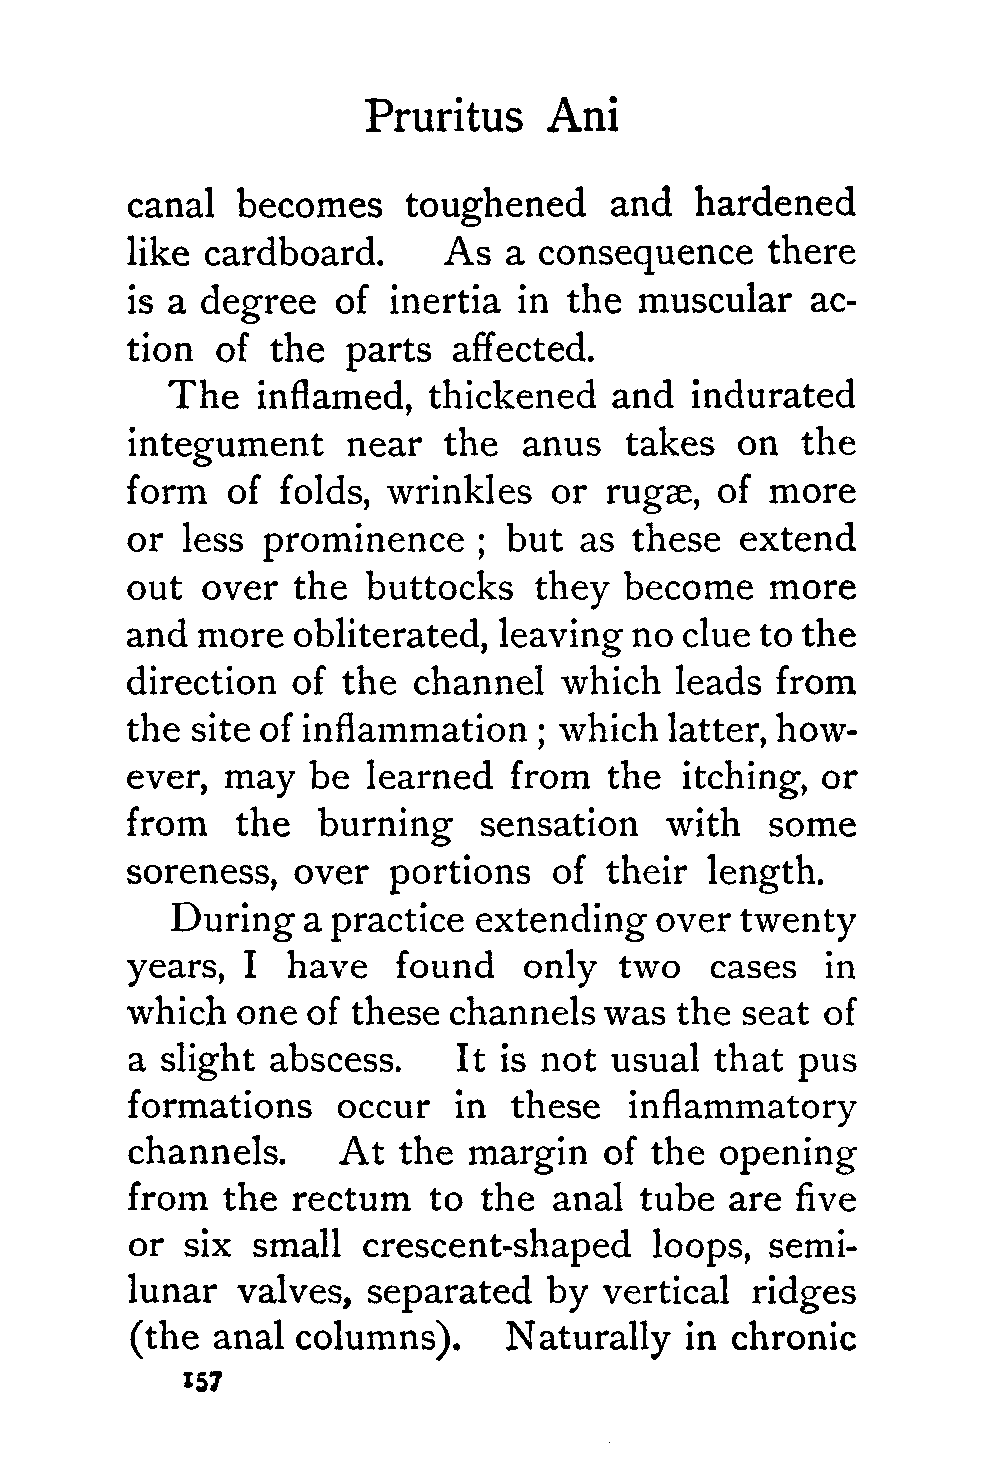 Pruritus Ani
canal becomes toughened and hardened
like cardboard. As a consequence there
is a degree of inertia in the muscular ac-
tion of the parts affected.
The inflamed, thickened and indurated
integument near the anus takes on the
form of folds, wrinkles or rugæ, of more
or less prominence ; but as these extend
out over the buttocks they become more
and more obliterated, leaving no clue to the
direction of the channel which leads from
the site of inflammation ; which latter, how-
ever, may be learned from the itching, or
from the burning sensation with some
soreness, over portions of their length.
During a practice extending over twenty
years, I have found only two cases in
which one of these channels was the seat of
a slight abscess. It is not usual that pus
formations occur in these inflammatory
channels. At the margin of the opening
from the rectum to the anal tube are five
or six small crescent-shaped loops, semi-
lunar valves, separated by vertical ridges
(the anal columns). Naturally in chronic
157